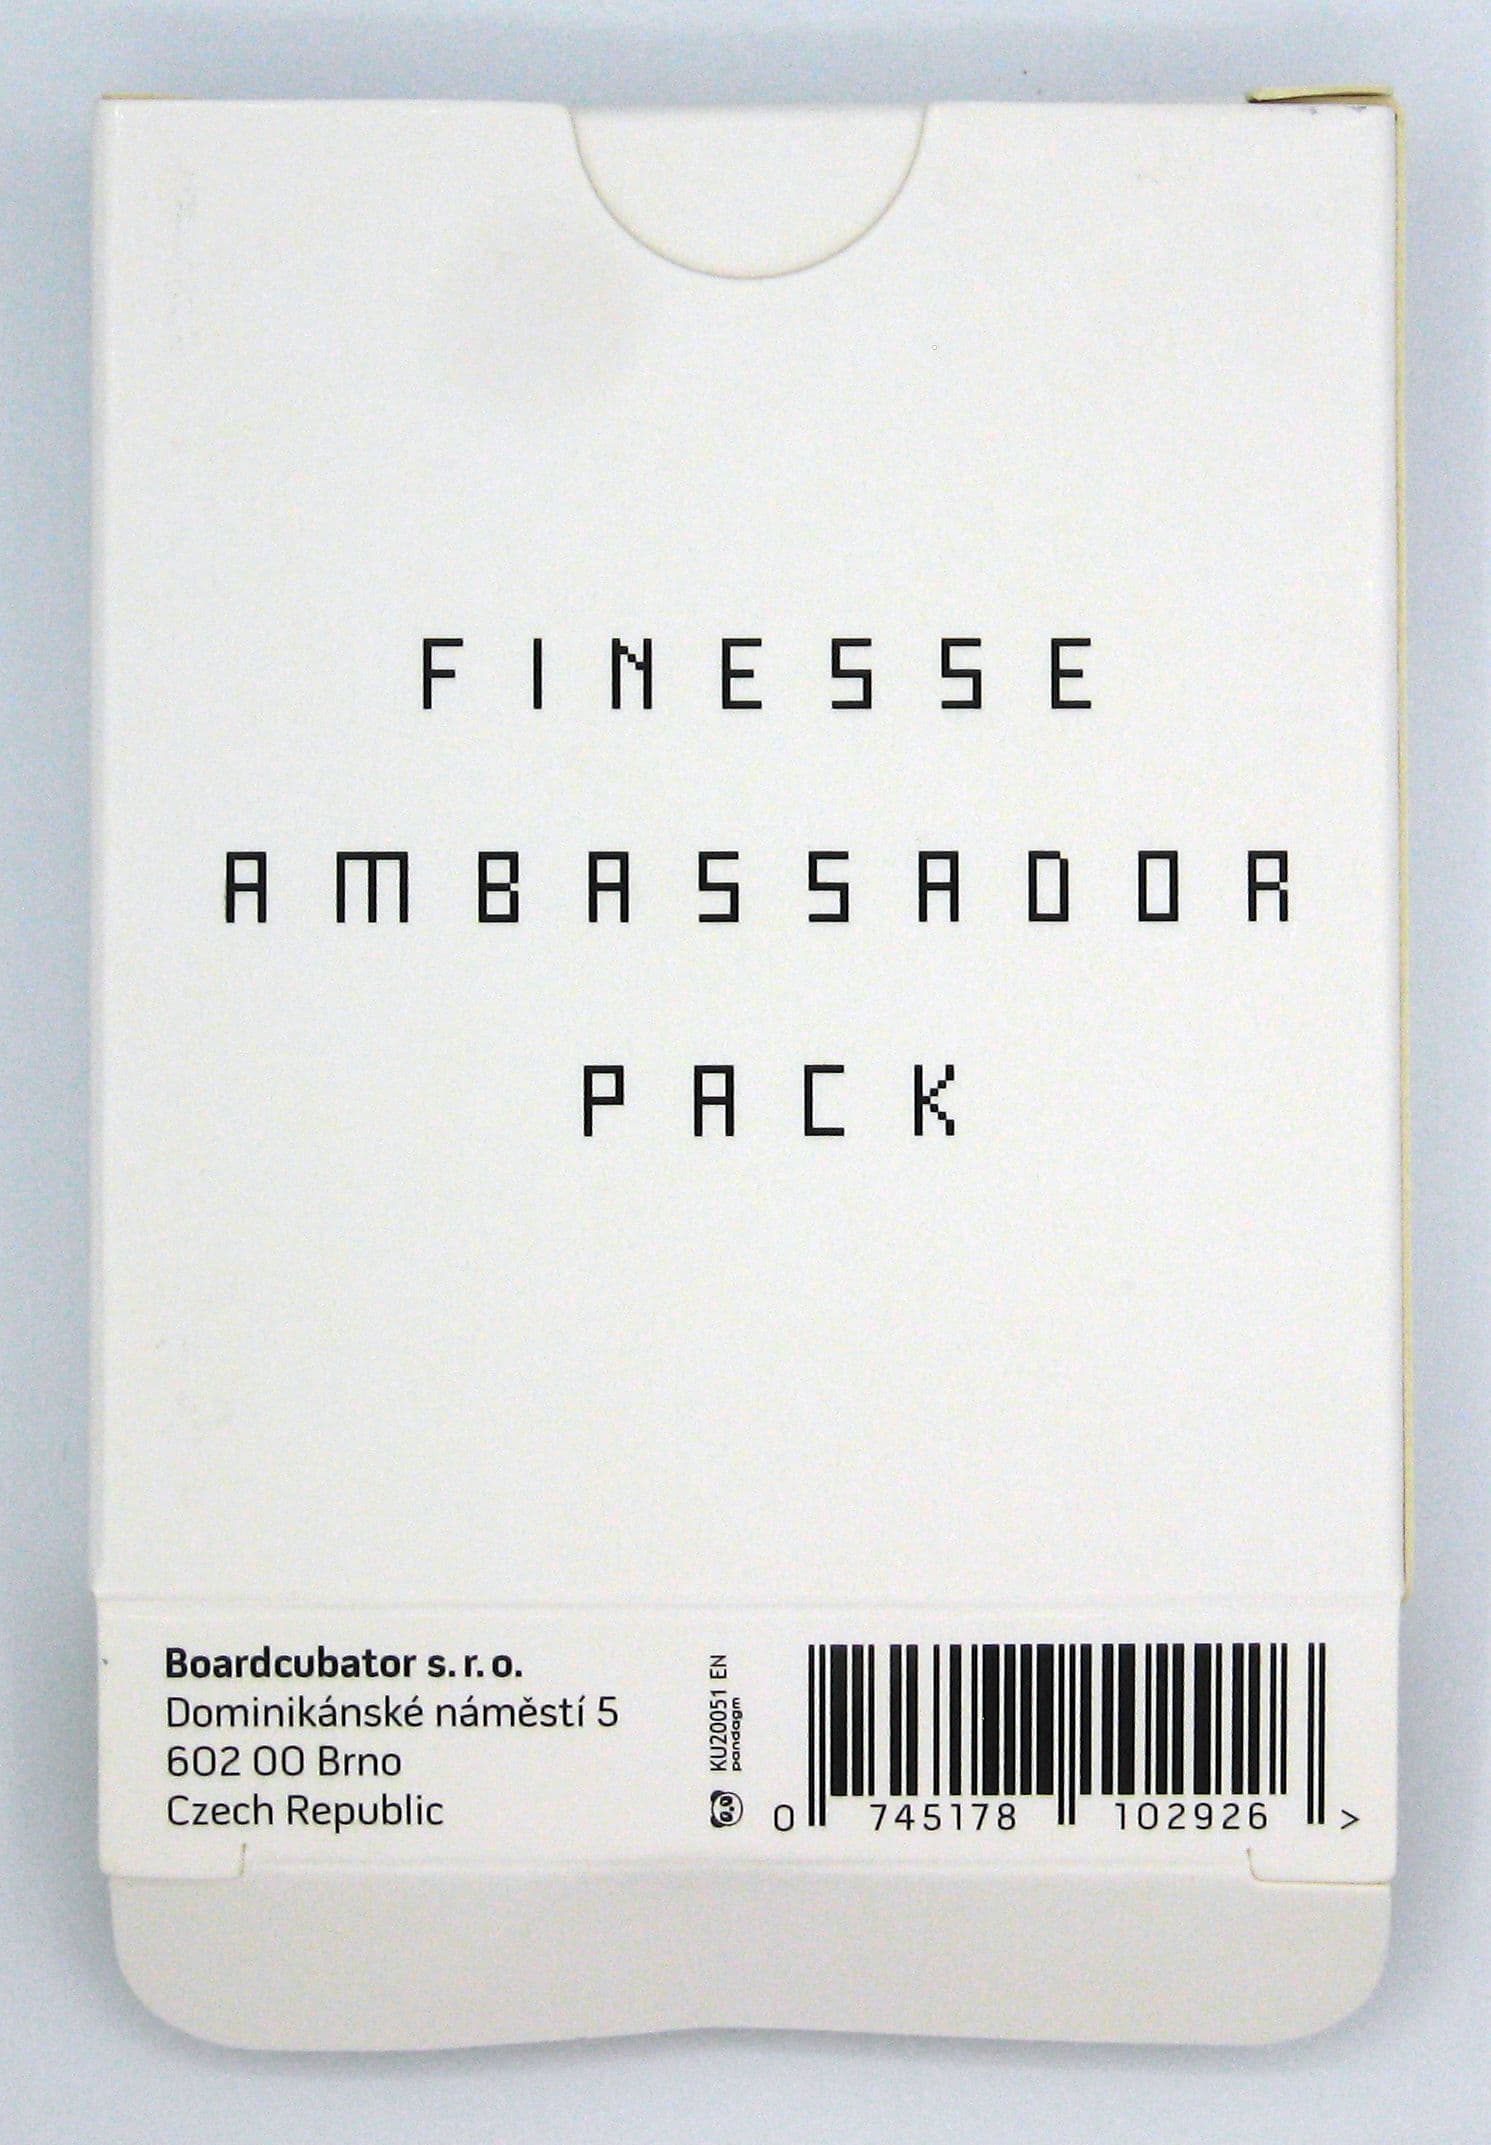 FINESSE
AMBASSADOR
PACK
Boardcubator s. r. o.
Dominikánské náměstí 5
602 00 Brno
Czech Republic
KU20051 EN
pandagm
0 745178 102926 >